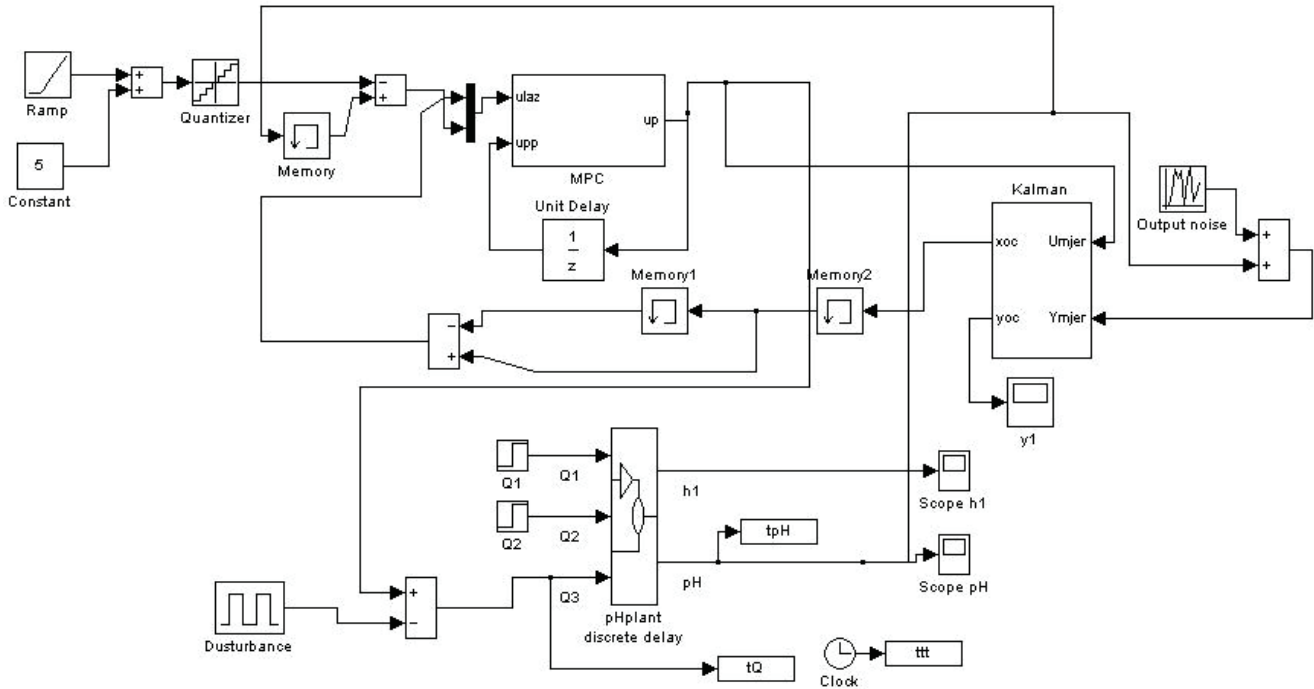 Ramp
+
+
Quantizer
5
Constant
−
+
Memory
ulaz
up
upp
MPC
Unit Delay
1
z
Kalman
xoc
Umjer
yoc
Ymjer
Output noise
+
+
Memory1
Memory2
−
+
y1
Q1
Q1
Q2
Q2
Q3
h1
Scope h1
tpH
pH
Scope pH
+
−
Dusturbance
pHplant
discrete delay
tQ
Clock
ttt